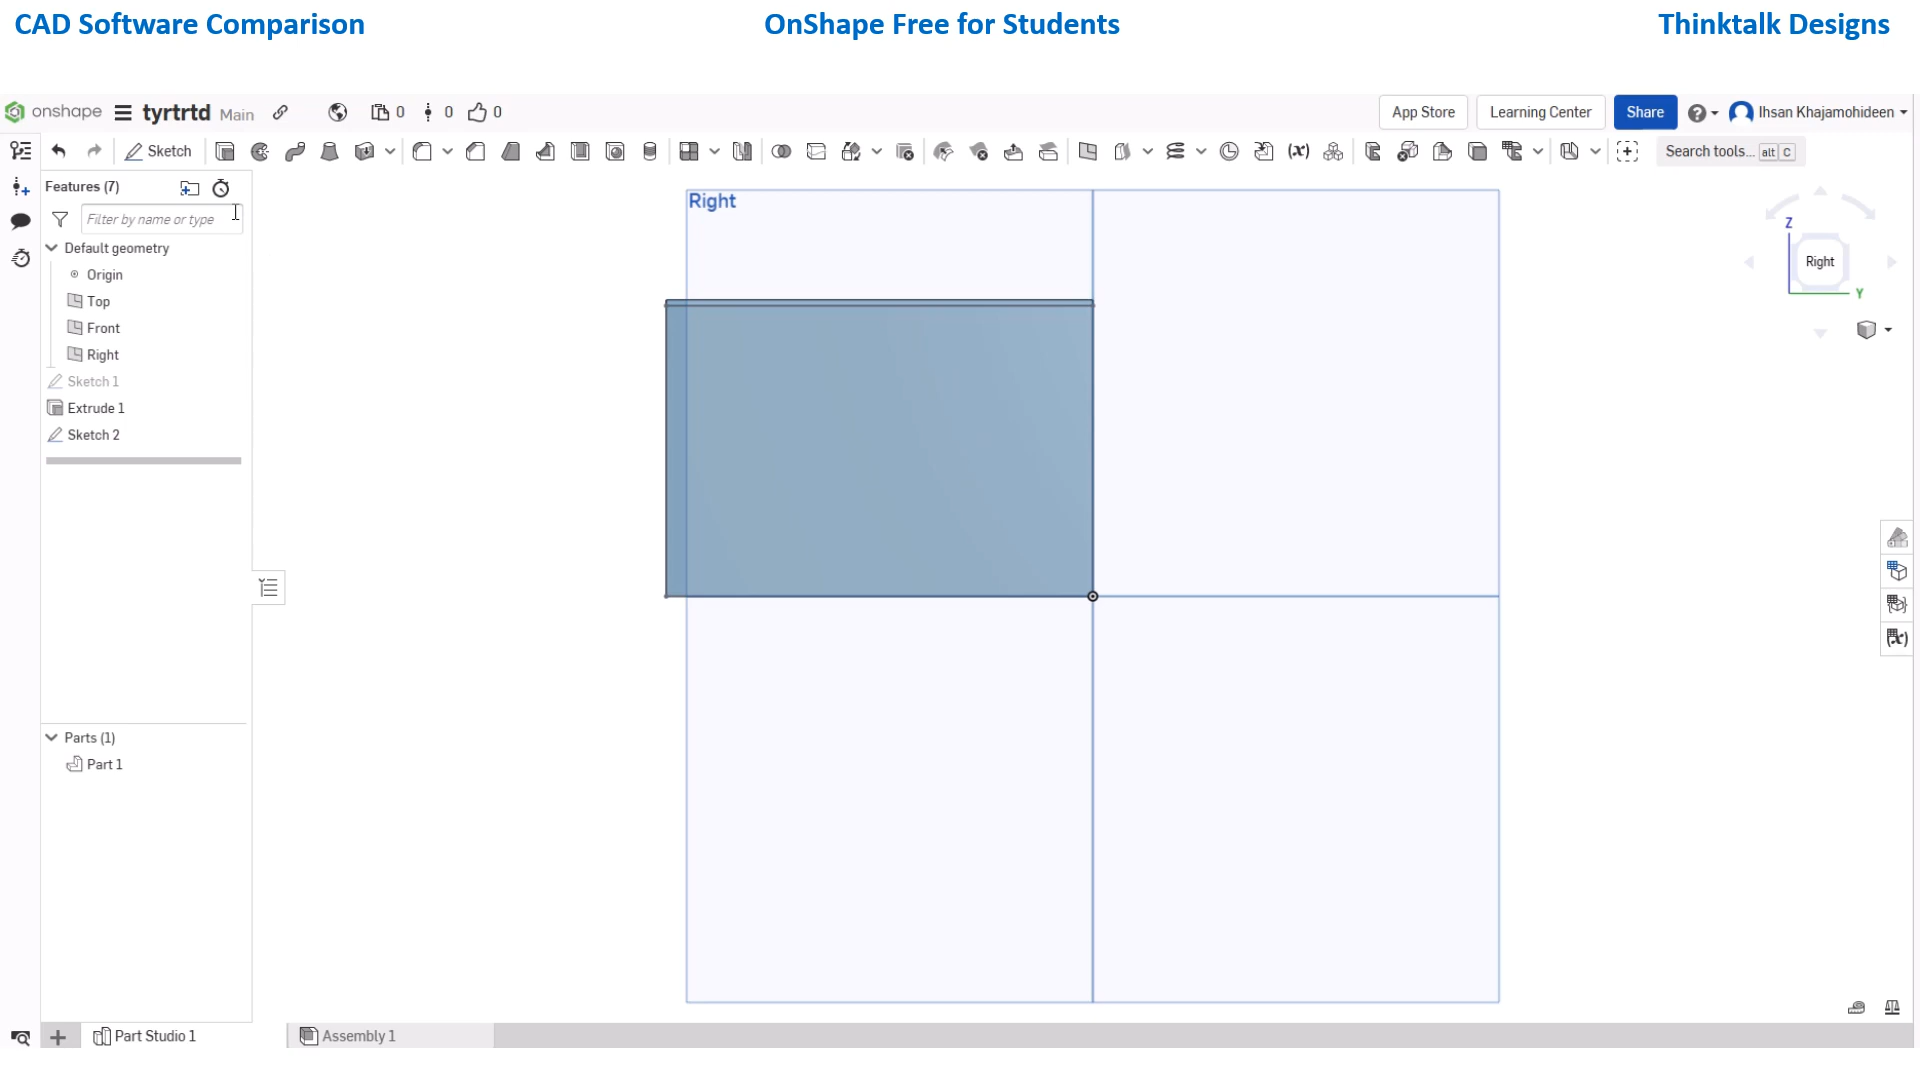 CAD Software Comparison OnShape Free for Students Thinktalk Designs
onshape tyrtrtd Main 0 0 0 App Store Learning Center Share Ihsan Khajamohideen
Sketch (x) Search tools... alt C
Features (7)
Filter by name or type
Default geometry
Origin
Top
Front
Right
Sketch 1
Extrude 1
Sketch 2
Parts (1)
Part 1
Right
Z
Right
Y
(x)
Part Studio 1 Assembly 1